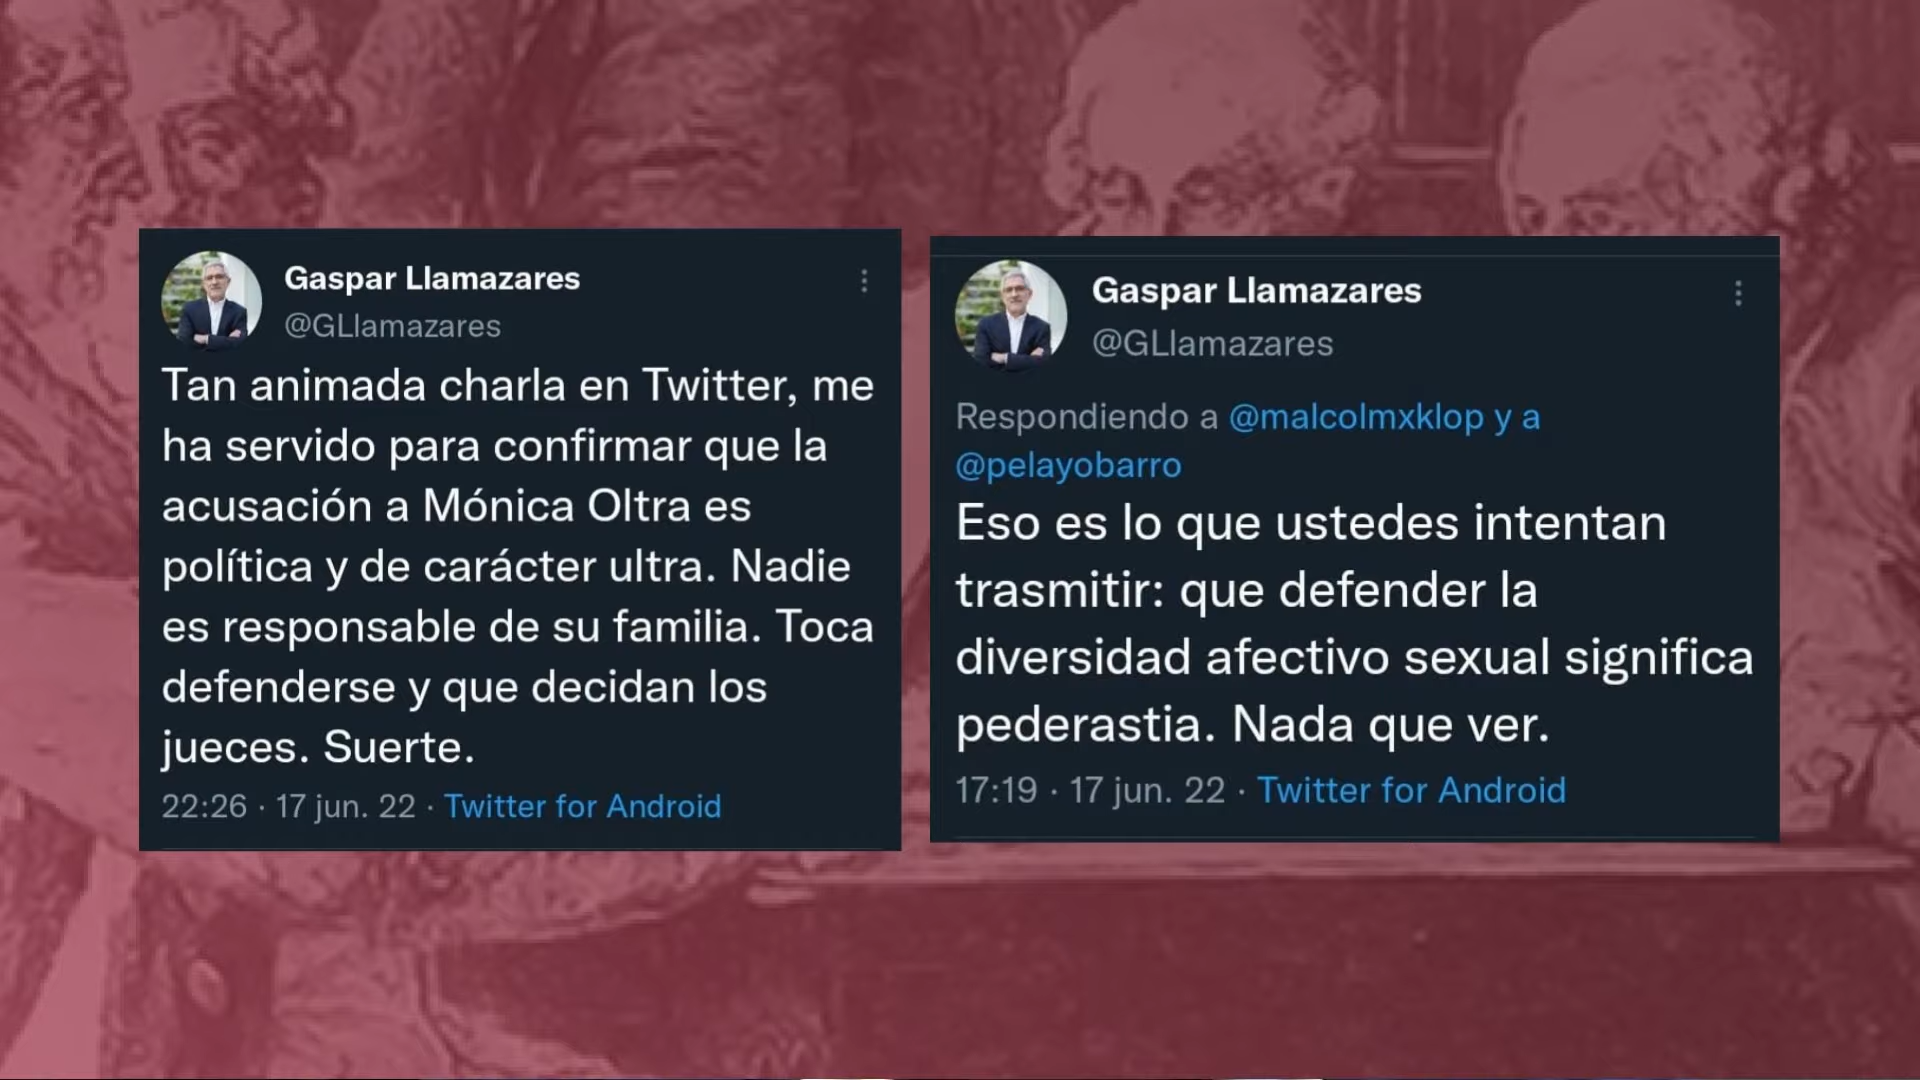 Gaspar Llamazares
@GLlamazares
Tan animada charla en Twitter, me
ha servido para confirmar que la
acusación a Mónica Oltra es
política y de carácter ultra. Nadie
es responsable de su familia. Toca
defenderse y que decidan los
jueces. Suerte.
22:26 · 17 jun. 22 · Twitter for Android
Gaspar Llamazares
@GLlamazares
Respondiendo a @malcolmxklop y a
@pelayobarro
Eso es lo que ustedes intentan
trasmitir: que defender la
diversidad afectivo sexual significa
pederastia. Nada que ver.
17:19 · 17 jun. 22 · Twitter for Android